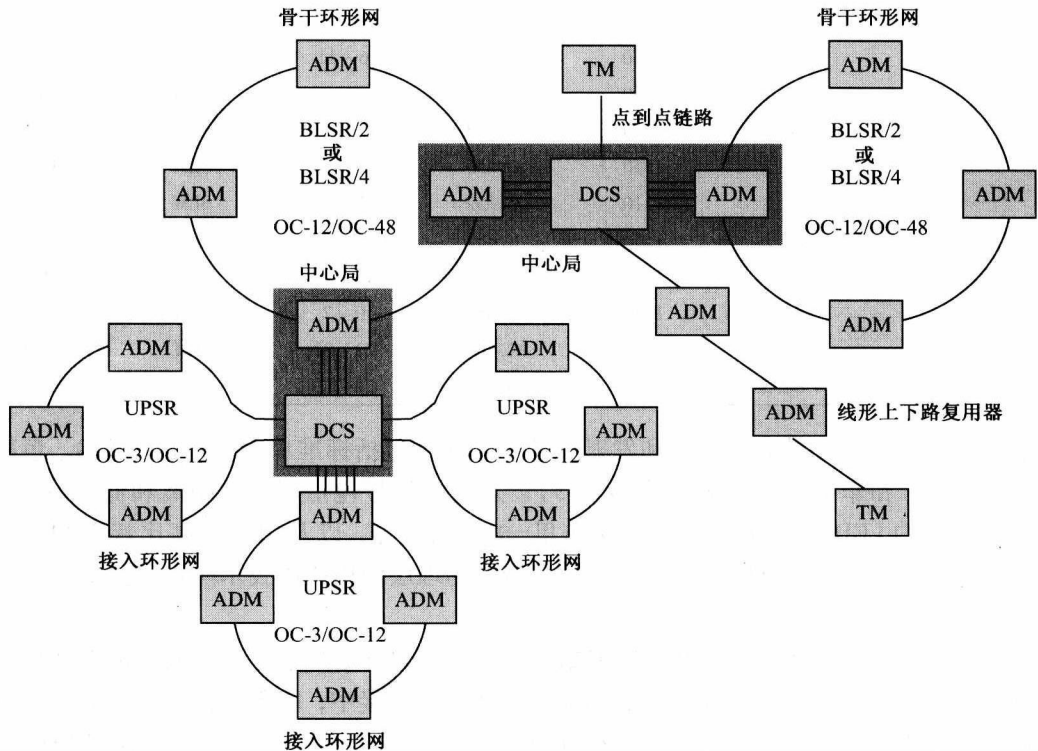 骨干环形网
骨干环形网
ADM
TM
ADM
点到点链路
BLSR/2
或
BLSR/4
BLSR/2
或
BLSR/4
ADM
ADM
DCS
ADM
ADM
OC-12/OC-48
OC-12/OC-48
中心局
中心局
ADM
ADM
ADM
ADM
ADM
UPSR
UPSR
ADM
DCS
ADM
ADM
线形上下路复用器
OC-3/OC-12
OC-3/OC-12
ADM
ADM
ADM
TM
接入环形网
接入环形网
UPSR
ADM
ADM
OC-3/OC-12
ADM
接入环形网